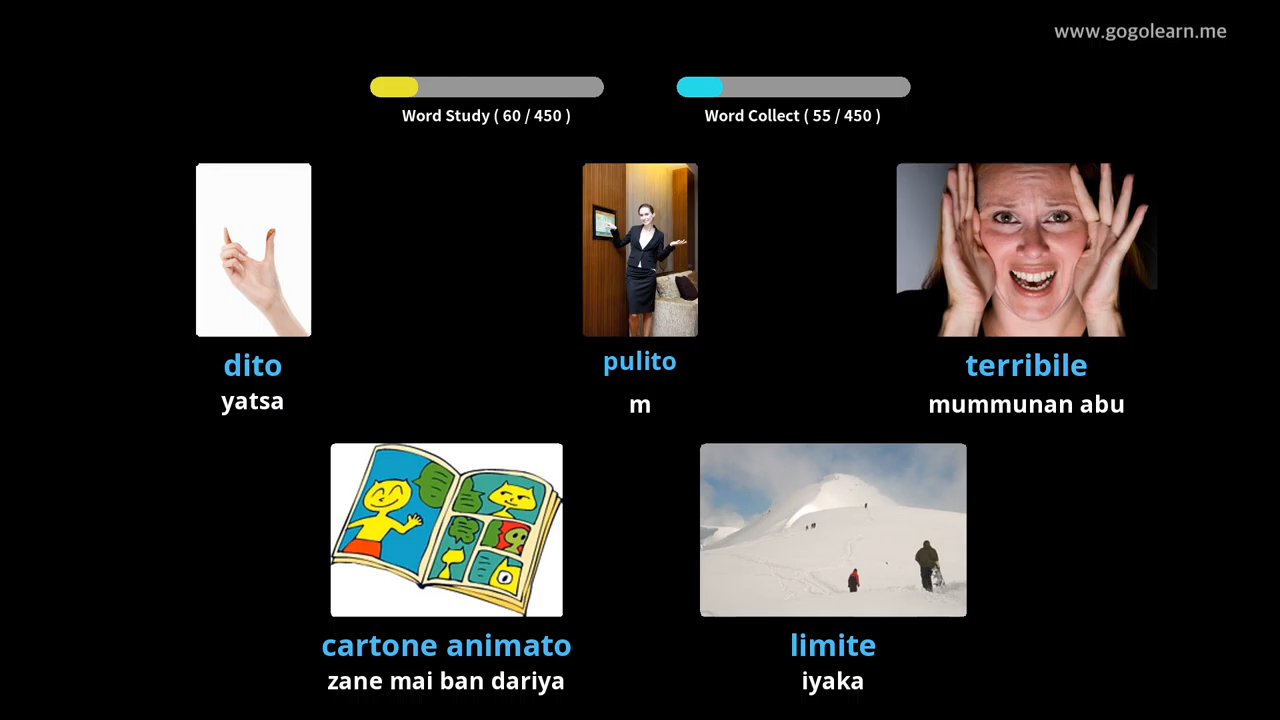 www.gogolearn.me
Word Study ( 60 / 450 )
Word Collect ( 55 / 450 )
dito
yatsa
pulito
m
terribile
mummunan abu
cartone animato
zane mai ban dariya
limite
iyaka